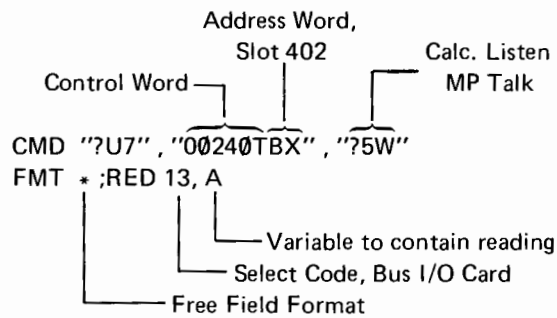 Address Word,
Slot 402
Calc. Listen
MP Talk
Control Word
CMD "?U7" , "00240TBX" , "?5W"
FMT * ;RED 13, A
Variable to contain reading
Select Code, Bus I/O Card
Free Field Format